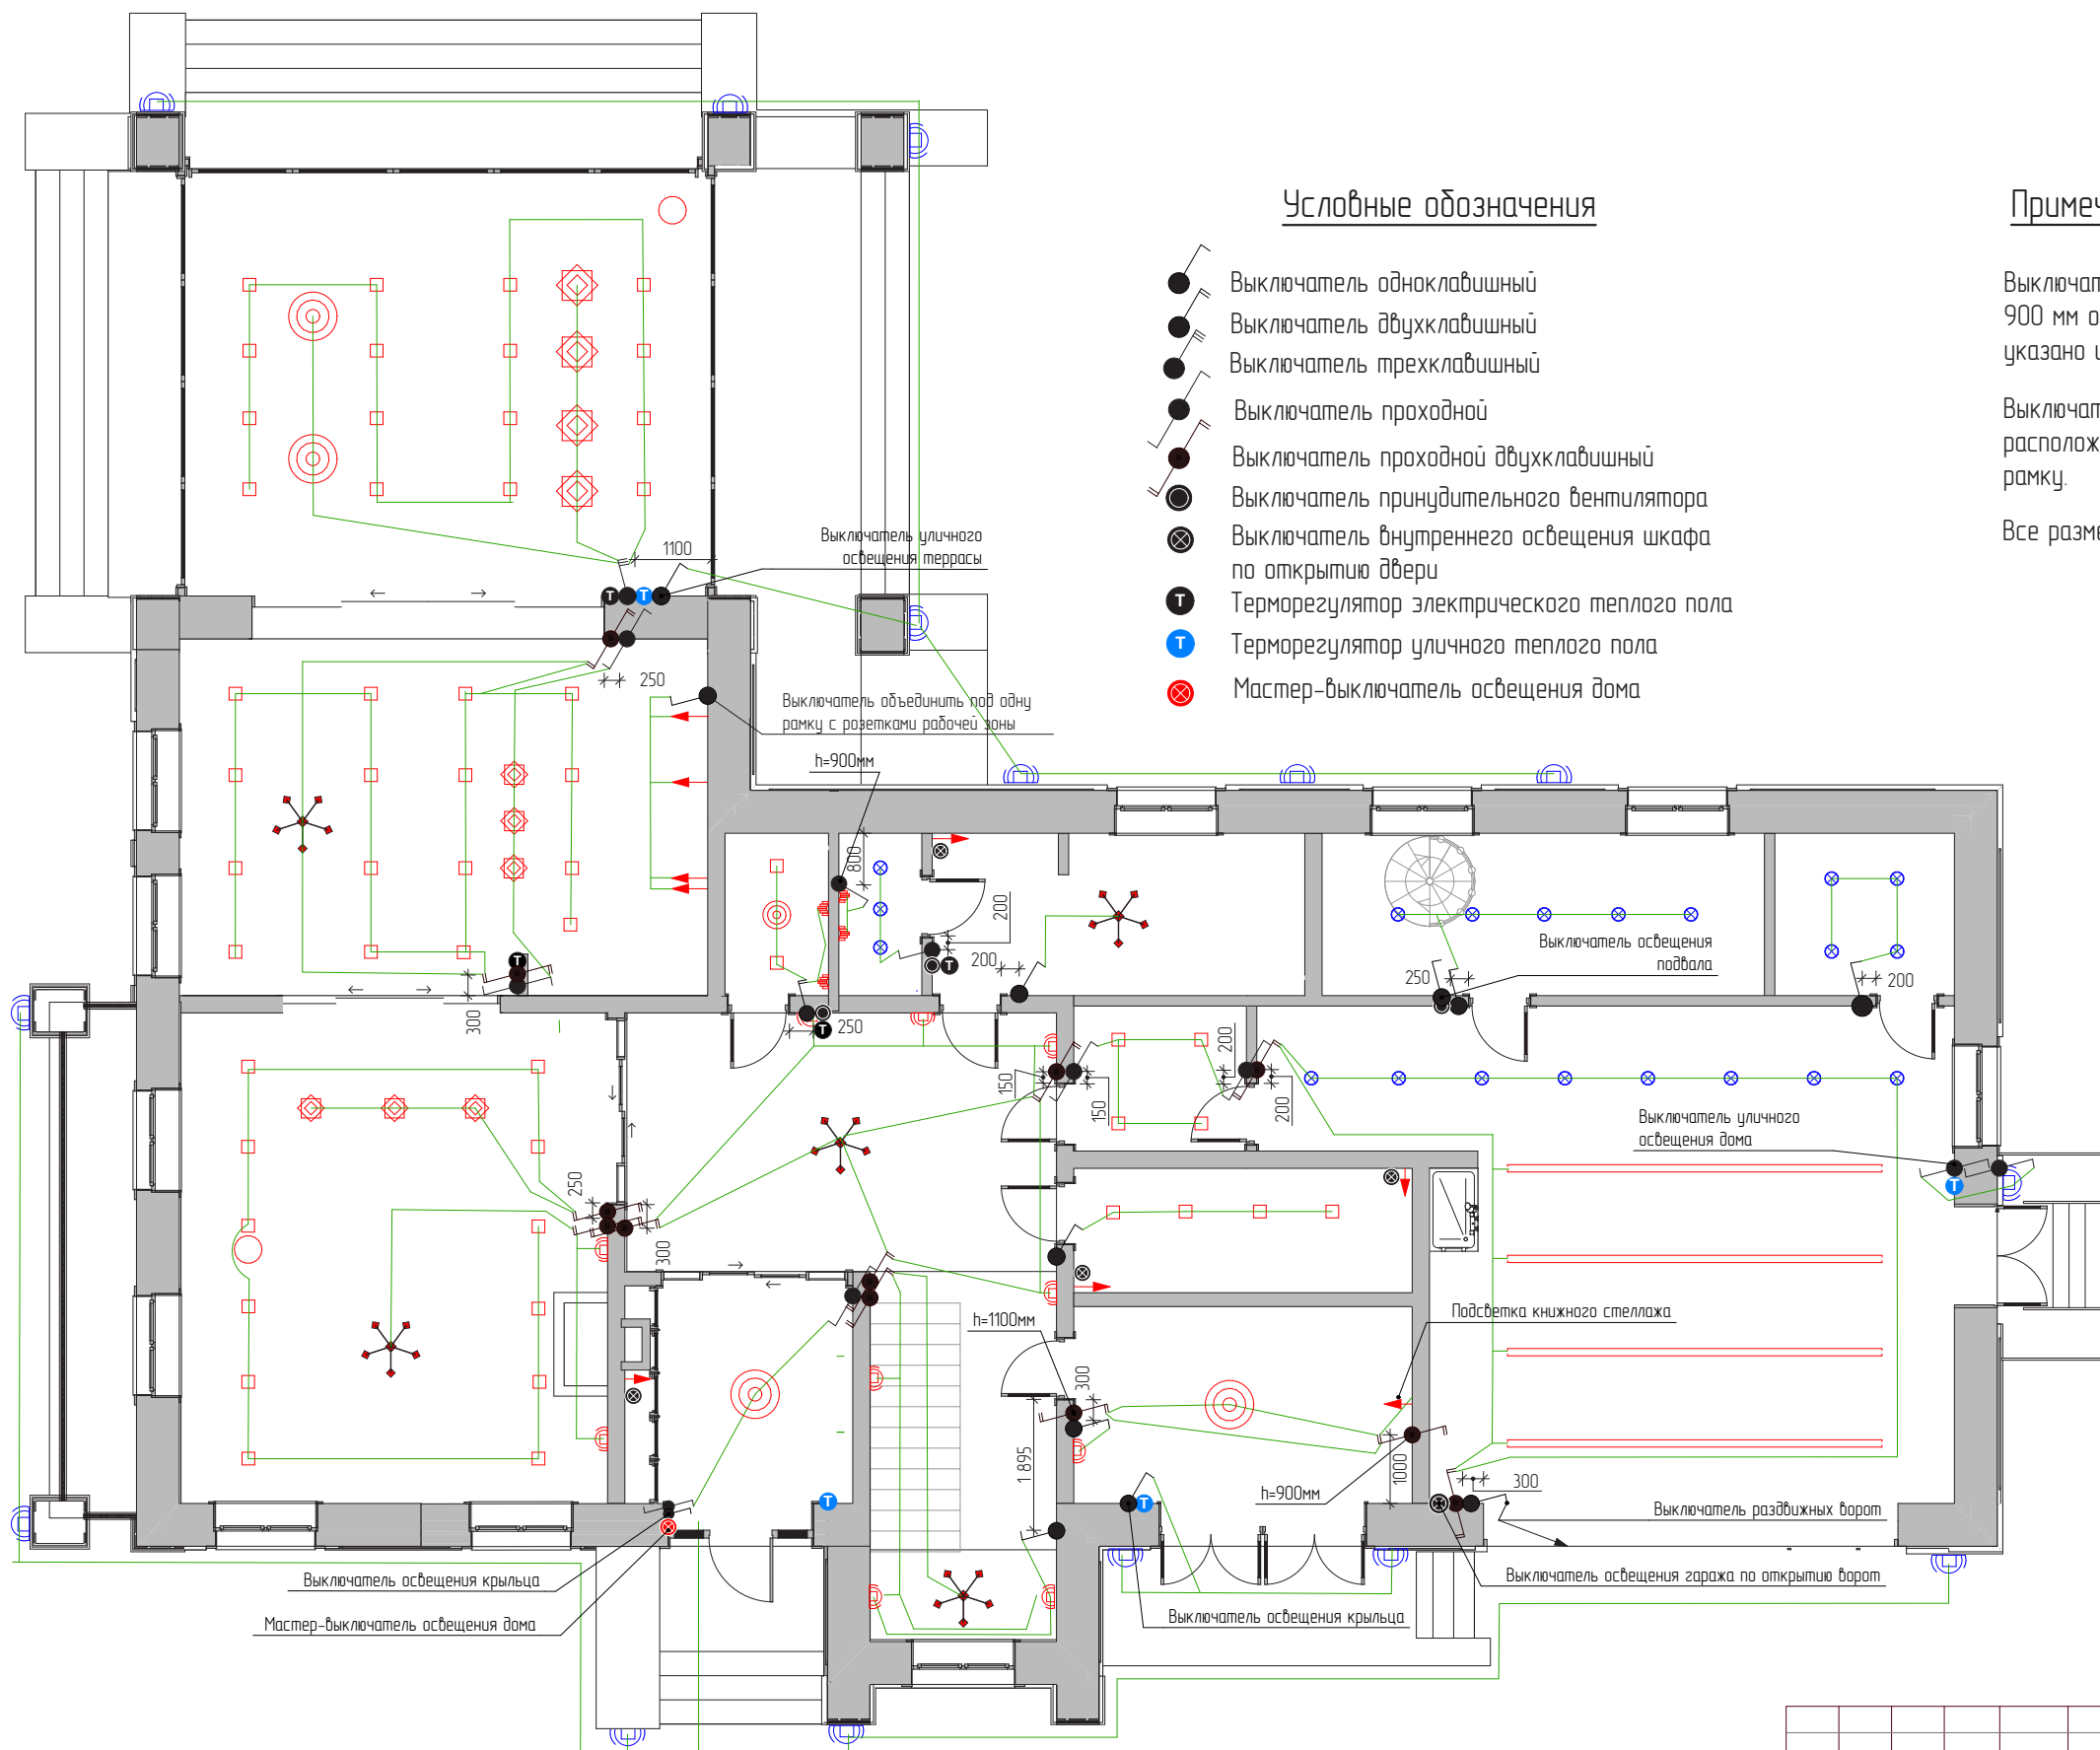 Условные обозначения
Выключатель одноклавишный
Выключатель двухклавишный
Выключатель трехклавишный
Выключатель проходной
Выключатель проходной двухклавишный
Выключатель принудительного вентилятора
Выключатель внутреннего освещения шкафа
по открытию двери
Т Терморегулятор электрического теплого пола
Т Терморегулятор уличного теплого пола
Мастер-выключатель освещения дома
900 мм
указано
рамку.
Все
Выключатель уличного
освещения террасы
1100
Т
Т
250
Выключатель объединить под одну
рамку с розетками рабочей зоны
h=900мм
800
200
200
Т
Т
300
250
Т
Выключатель освещения
подвала
250
200
150
150
200
200
Выключатель уличного
освещения дома
Т
250
300
Подсветка книжного стеллажа
h=1100мм
300
1 895
1000
h=900мм
300
Т
Т
Выключатель раздвижных ворот
Выключатель освещения гаража по открытию ворот
Выключатель освещения крыльца
Выключатель освещения крыльца
Мастер-выключатель освещения дома